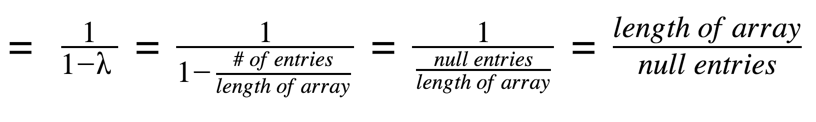 = 1/(1−λ) = 1/(1− # of entries/length of array) = 1/(null entries/length of array) = length of array/null entries